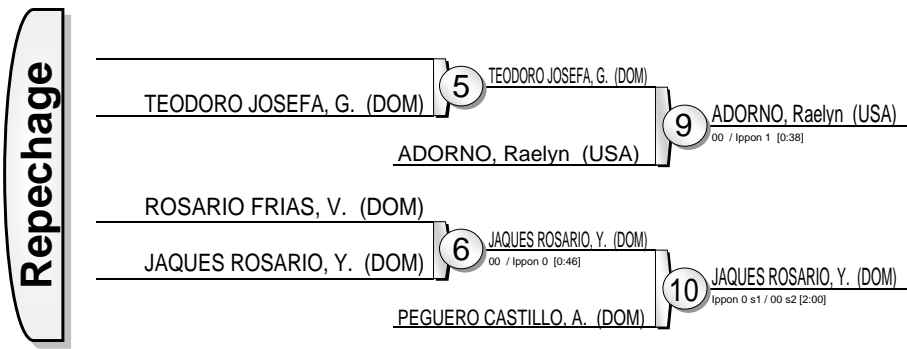 Repechage
TEODORO JOSEFA, G. (DOM)
5
TEODORO JOSEFA, G. (DOM)
ADORNO, Raelyn (USA)
9
ADORNO, Raelyn (USA)
00 / Ippon 1 [0:38]
ROSARIO FRIAS, V. (DOM)
JAQUES ROSARIO, Y. (DOM)
6
JAQUES ROSARIO, Y. (DOM)
00 / Ippon 0 [0:46]
PEGUERO CASTILLO, A. (DOM)
10
JAQUES ROSARIO, Y. (DOM)
Ippon 0 s1 / 00 s2 [2:00]